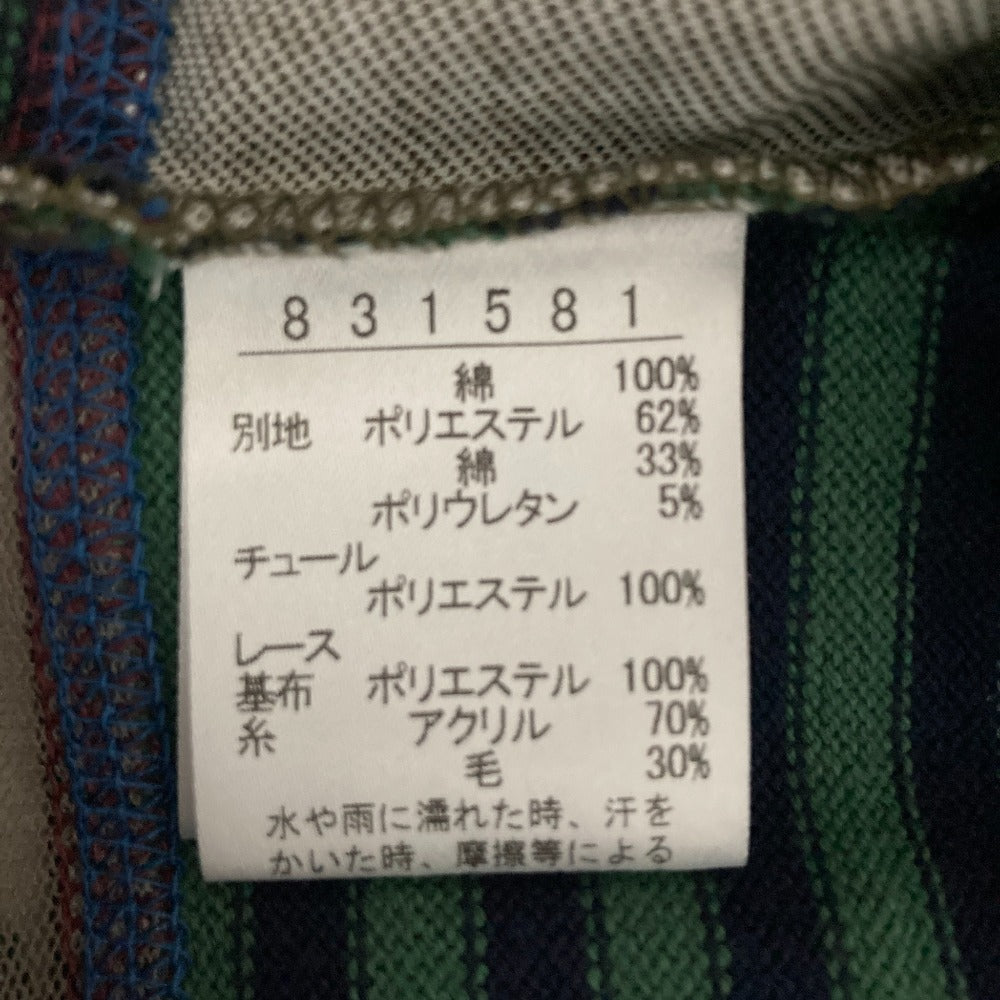 831581
綿 100%
別地 ポリエステル 62%
綿 33%
ポリウレタン 5%
チュール
ポリエステル 100%
レース
基布 ポリエステル 100%
糸 アクリル 70%
毛 30%
水や雨に濡れた時、汗を
かいた時、摩擦等による